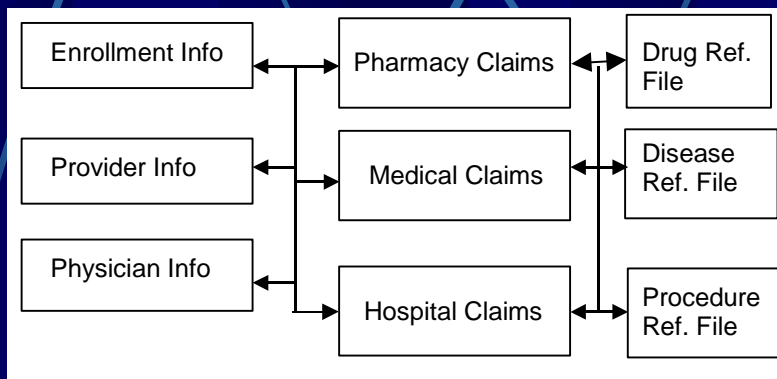 Enrollment Info
Pharmacy Claims
Drug Ref.
File
Provider Info
Medical Claims
Disease
Ref. File
Physician Info
Hospital Claims
Procedure
Ref. File